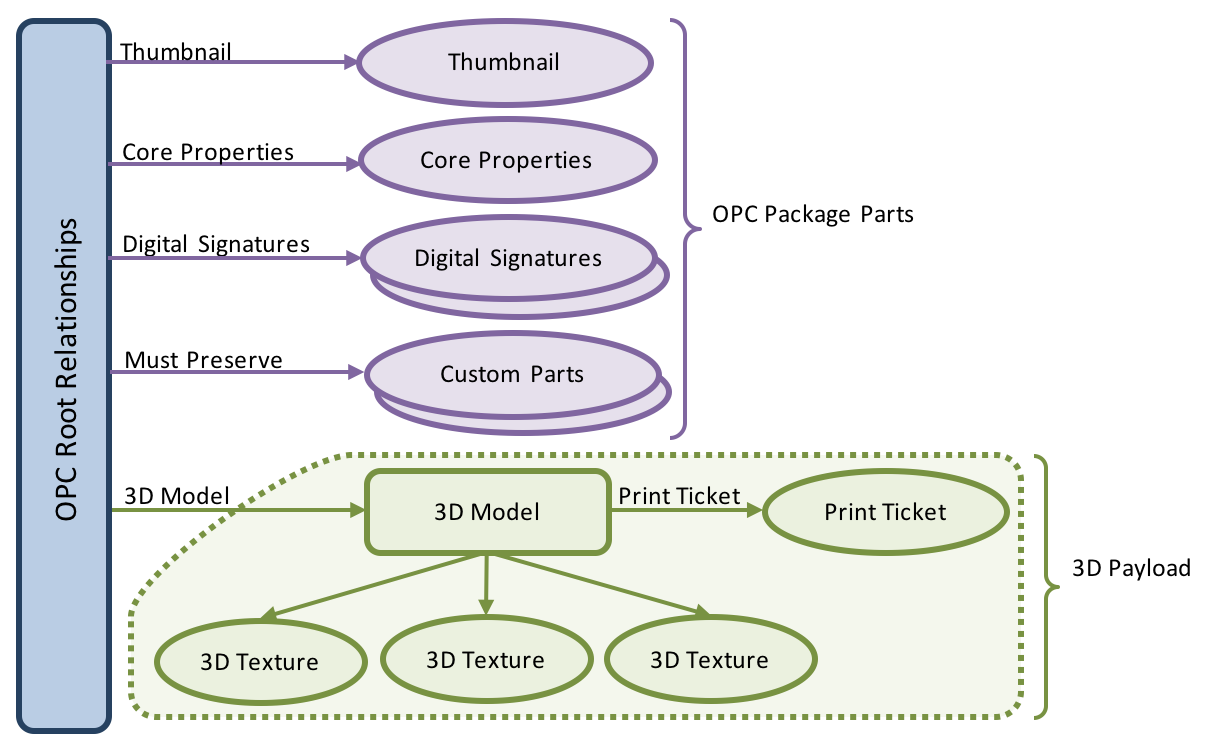 OPC Root Relationships
Thumbnail
Thumbnail
Core Properties
Core Properties
Digital Signatures
Digital Signatures
OPC Package Parts
Must Preserve
Custom Parts
3D Model
3D Model
Print Ticket
Print Ticket
3D Payload
3D Texture
3D Texture
3D Texture